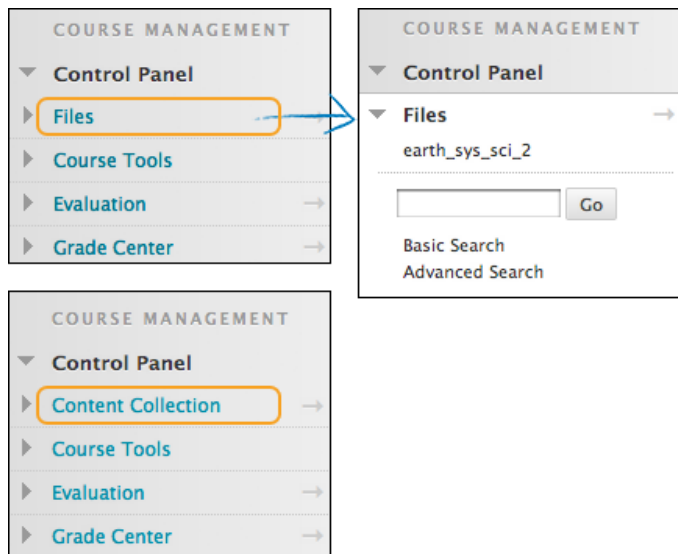 COURSE MANAGEMENT
Control Panel
Files
Course Tools
Evaluation
Grade Center
COURSE MANAGEMENT
Control Panel
Files
earth_sys_sci_2
Go
Basic Search
Advanced Search
COURSE MANAGEMENT
Control Panel
Content Collection
Course Tools
Evaluation
Grade Center